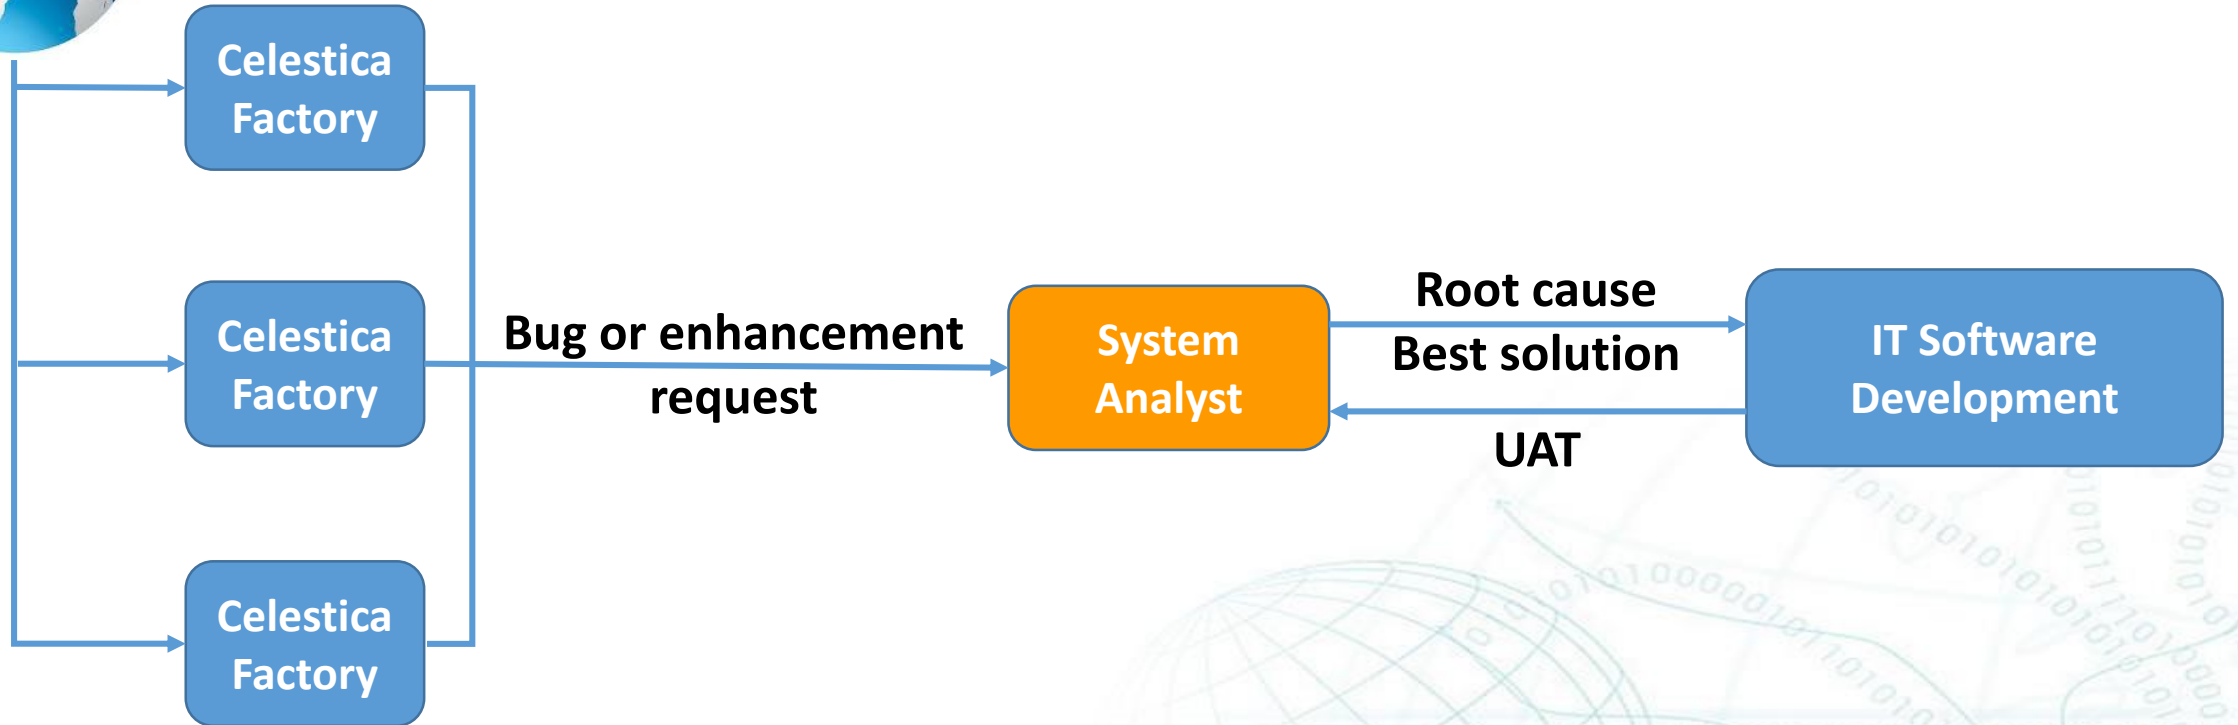 Celestica
Factory
Celestica
Factory
Celestica
Factory
Bug or enhancement
request
System
Analyst
Root cause
Best solution
UAT
IT Software
Development